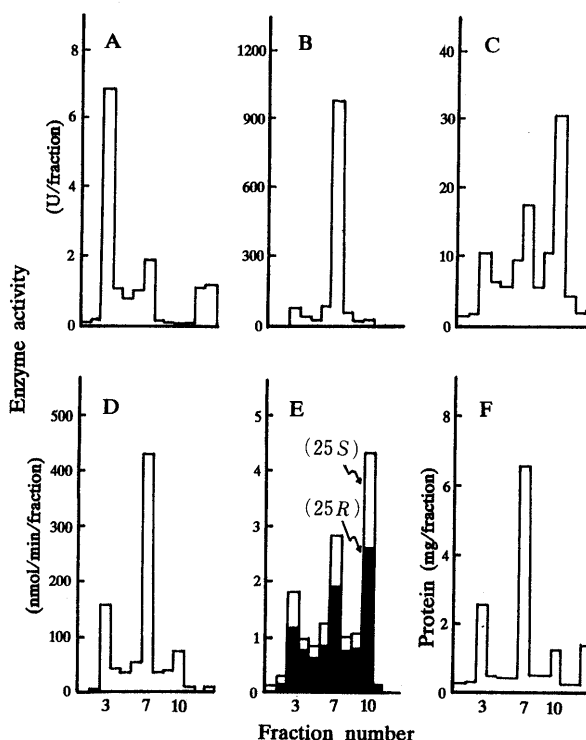 A
B
C
8
6
4
2
0
1200
900
600
300
0
40
30
20
10
0
(U/fraction)
Enzyme activity
D
E
F
500
400
300
200
100
0
5
4
3
2
1
0
8
6
4
2
0
(25S)
(25R)
(nmol/min/fraction)
Protein (mg/fraction)
3 7 10
3 7 10
3 7 10
Fraction number